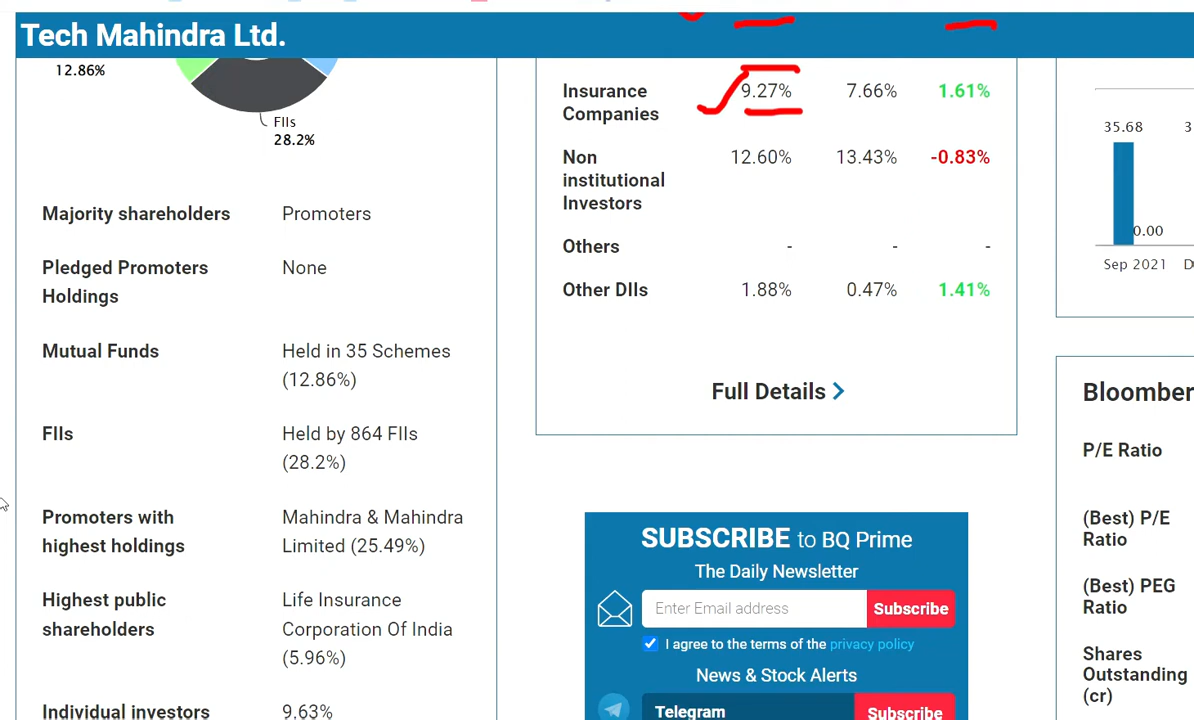 Tech Mahindra Ltd.
12.86%
FIIs
28.2%
Majority shareholders Promoters
Pledged Promoters Holdings None
Mutual Funds Held in 35 Schemes
(12.86%)
FIIs Held by 864 FIIs
(28.2%)
Promoters with Mahindra & Mahindra
highest holdings Limited (25.49%)
Highest public Life Insurance
shareholders Corporation Of India
(5.96%)
Individual investors 9.63%
Insurance 9.27% 7.66% 1.61%
Companies
Non 12.60% 13.43% -0.83%
institutional
Investors
Others - - -
Other DIIs 1.88% 0.47% 1.41%
Full Details
SUBSCRIBE to BQ Prime
The Daily Newsletter
Enter Email address Subscribe
I agree to the terms of the privacy policy
News & Stock Alerts
Telegram Subscribe
35.68
0.00
Sep 2021
P/E Ratio
(Best) P/E
Ratio
(Best) PEG
Ratio
Shares
Outstanding
(cr)